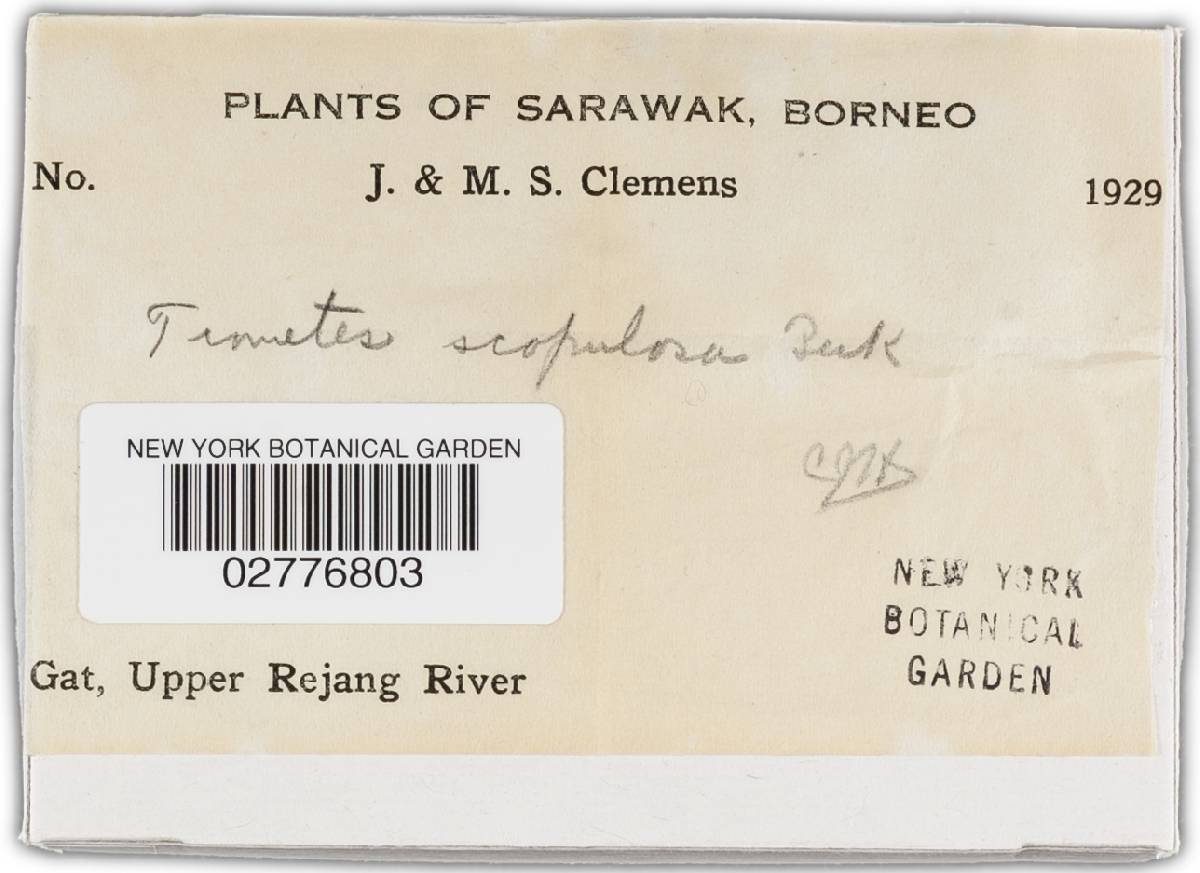 PLANTS OF SARAWAK, BORNEO
No. J. & M. S. Clemens 1929
Trametes scopulosa Berk
NEW YORK BOTANICAL GARDEN
02776803
NEW YORK
BOTANICAL
GARDEN
Gat, Upper Rejang River